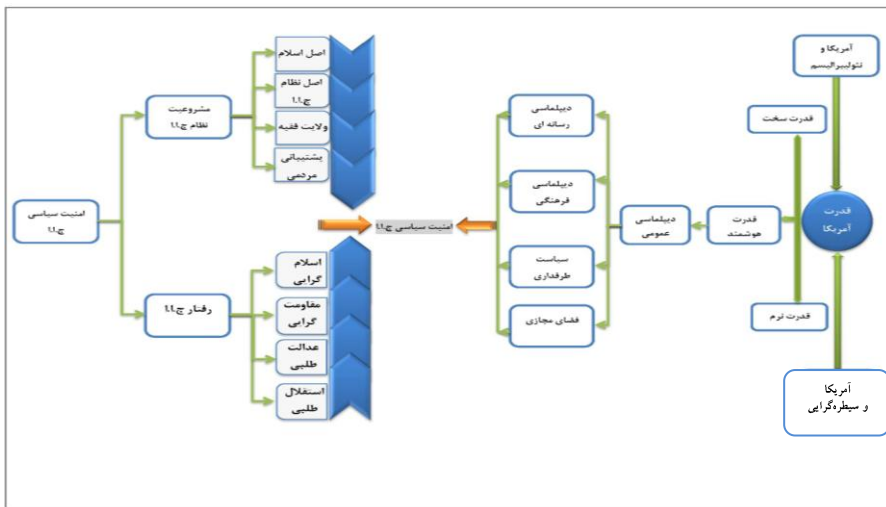 آمریکا و
نئولیبرالیسم
قدرت سخت
قدرت
آمریکا
قدرت
هوشمند
قدرت نرم
آمریکا
و سیطره‌گرایی
دیپلماسی
عمومی
دیپلماسی
رسانه ای
دیپلماسی
فرهنگی
سیاست
طرفداری
فضای مجازی
امنیت سیاسی ج.ا.ا
اصل اسلام
اصل نظام
ج.ا.ا
ولایت فقیه
پشتیبانی
مردمی
اسلام
گرایی
مقاومت
گرایی
عدالت
طلبی
استقلال
طلبی
مشروعیت
نظام ج.ا.ا
رفتار ج.ا.ا
امنیت سیاسی
ج.ا.ا